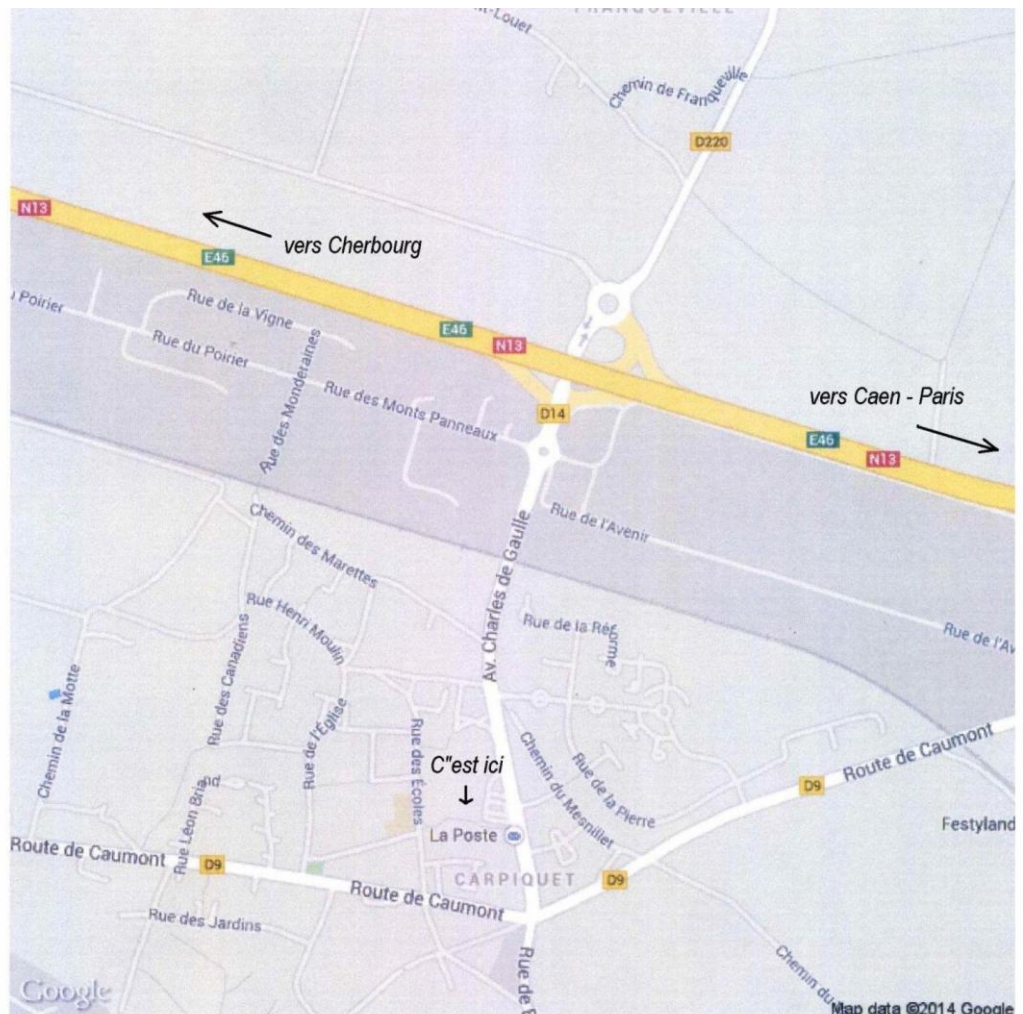 FRANQUEVILLE
-Louet
Chemin de Franqueville
D220
N13
vers Cherbourg
E46
Poirier
Rue de la Vigne
E46
N13
Rue du Poirier
Rue des Mondéraines
Rue des Monts Panneaux
D14
vers Caen - Paris
E46
N13
Chemin des Marettes
Av. Charles de Gaulle
Rue de l'Avenir
Rue Henri Moulin
Rue de la Réforme
Rue de l'Av
Chemin de la Motte
Rue des Canadiens
Rue de l'Église
Rue des Écoles
C"est ici
Chemin du Mesnillet
Rue de la Pierre
Route de Caumont
D9
Rue Léon Briand
La Poste
Festyland
Route de Caumont
D9
CARPIQUET
D9
Route de Caumont
Rue des Jardins
Rue de
Chemin du
Google
Map data ©2014 Google